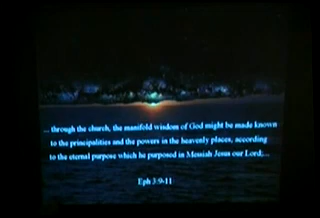 ... through the church, the manifold wisdom of God might be made known
to the principalities and the powers in the heavenly places, according
to the eternal purpose which he purposed in Messiah Jesus our Lord;...
Eph 3:9-11